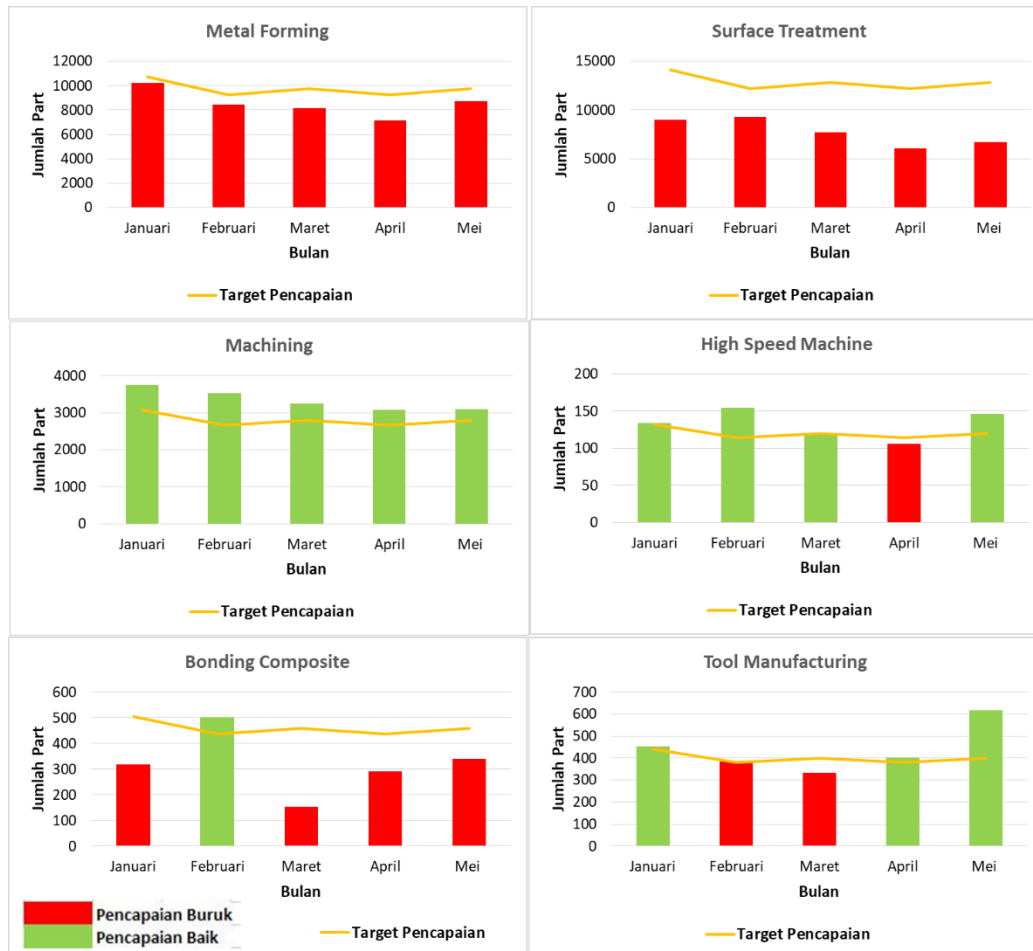 Metal Forming
12000
10000
8000
6000
4000
2000
0
Jumlah Part
Januari Februari Maret April Mei
Bulan
Target Pencapaian
Surface Treatment
15000
10000
5000
0
Jumlah Part
Januari Februari Maret April Mei
Bulan
Target Pencapaian
Machining
4000
3000
2000
1000
0
Jumlah Part
Januari Februari Maret April Mei
Bulan
Target Pencapaian
High Speed Machine
200
150
100
50
0
Jumlah Part
Januari Februari Maret April Mei
Bulan
Target Pencapaian
Bonding Composite
600
500
400
300
200
100
0
Jumlah Part
Januari Februari Maret April Mei
Bulan
Target Pencapaian
Pencapaian Buruk
Pencapaian Baik
Tool Manufacturing
700
600
500
400
300
200
100
0
Jumlah Part
Januari Februari Maret April Mei
Bulan
Target Pencapaian